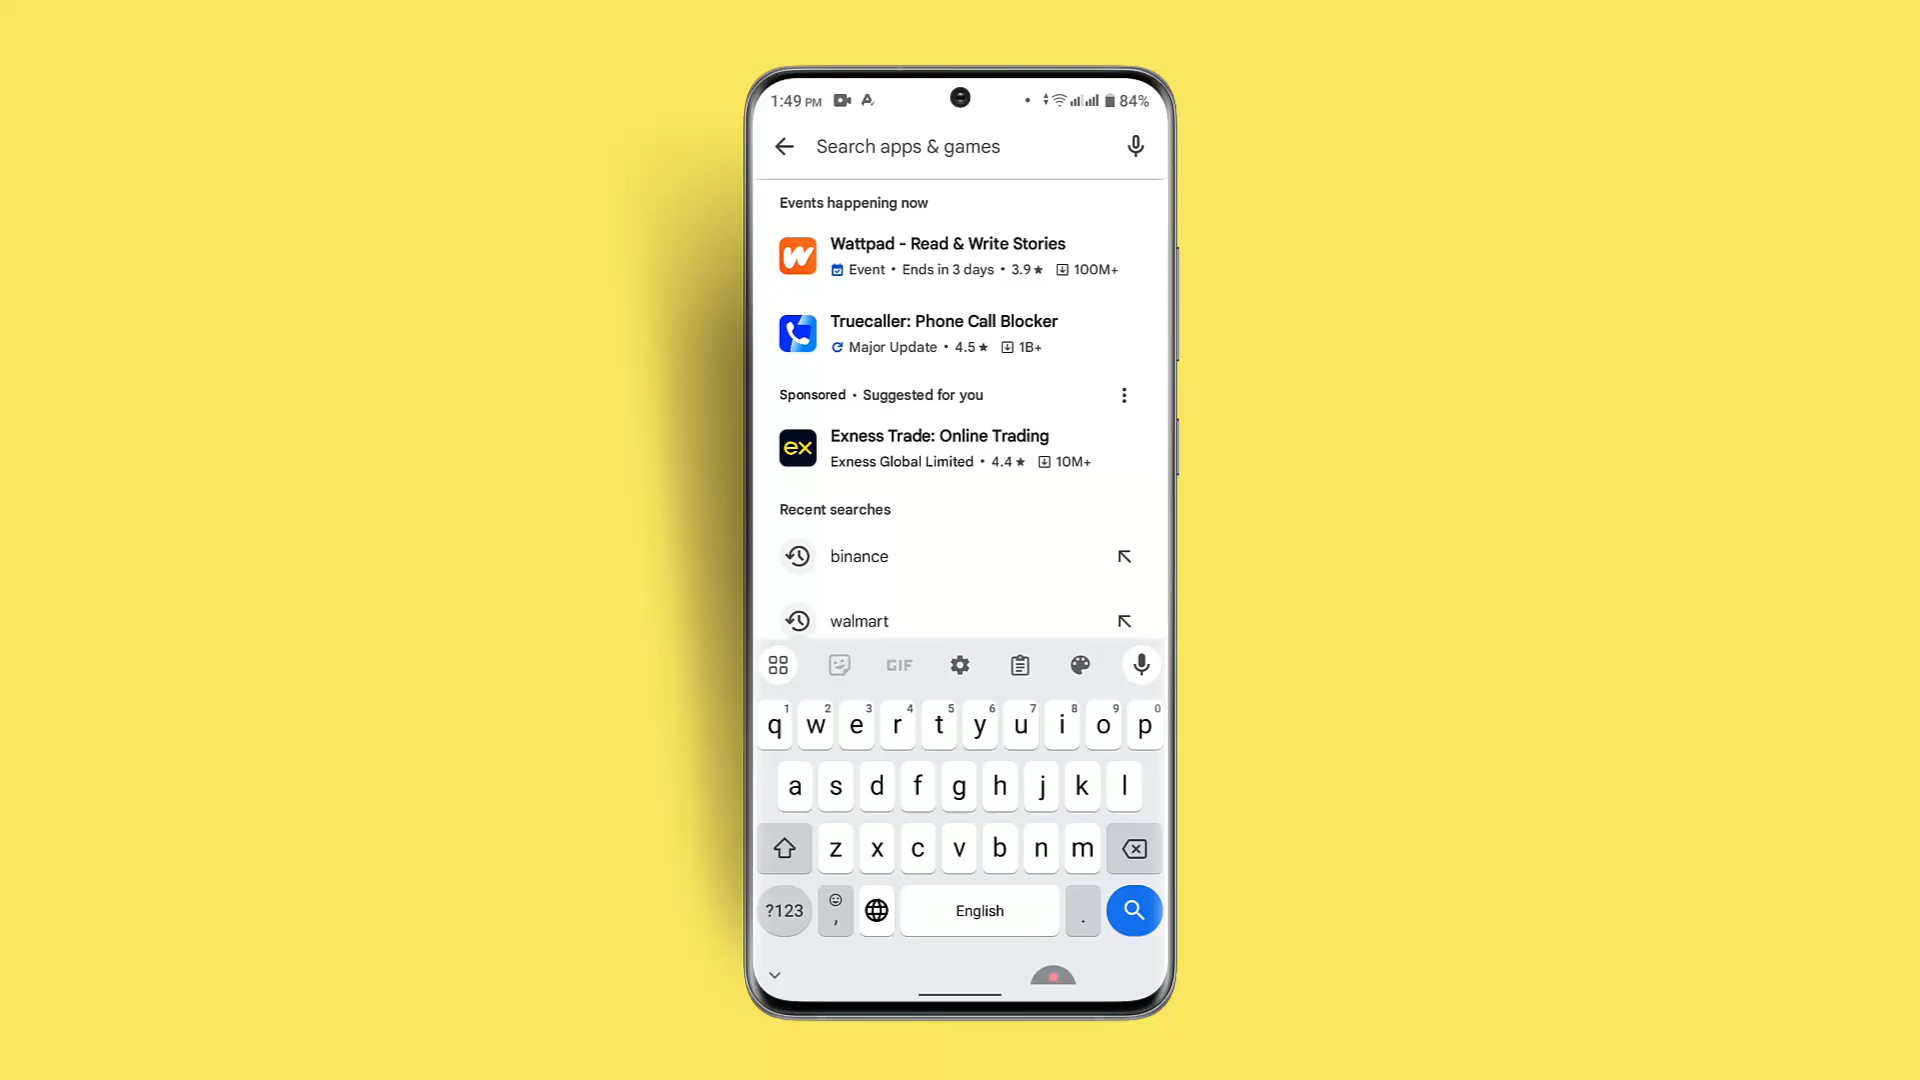 1:49 PM 84%
Search apps & games
Events happening now
Wattpad - Read & Write Stories
Event • Ends in 3 days • 3.9★ 100M+
Truecaller: Phone Call Blocker
Major Update • 4.5★ 1B+
Sponsored • Suggested for you
ex
Exness Trade: Online Trading
Exness Global Limited • 4.4★ 10M+
Recent searches
binance
walmart
GIF
1 2 3 4 5 6 7 8 9 0
q w e r t y u i o p
a s d f g h j k l
z x c v b n m
?123 , English .